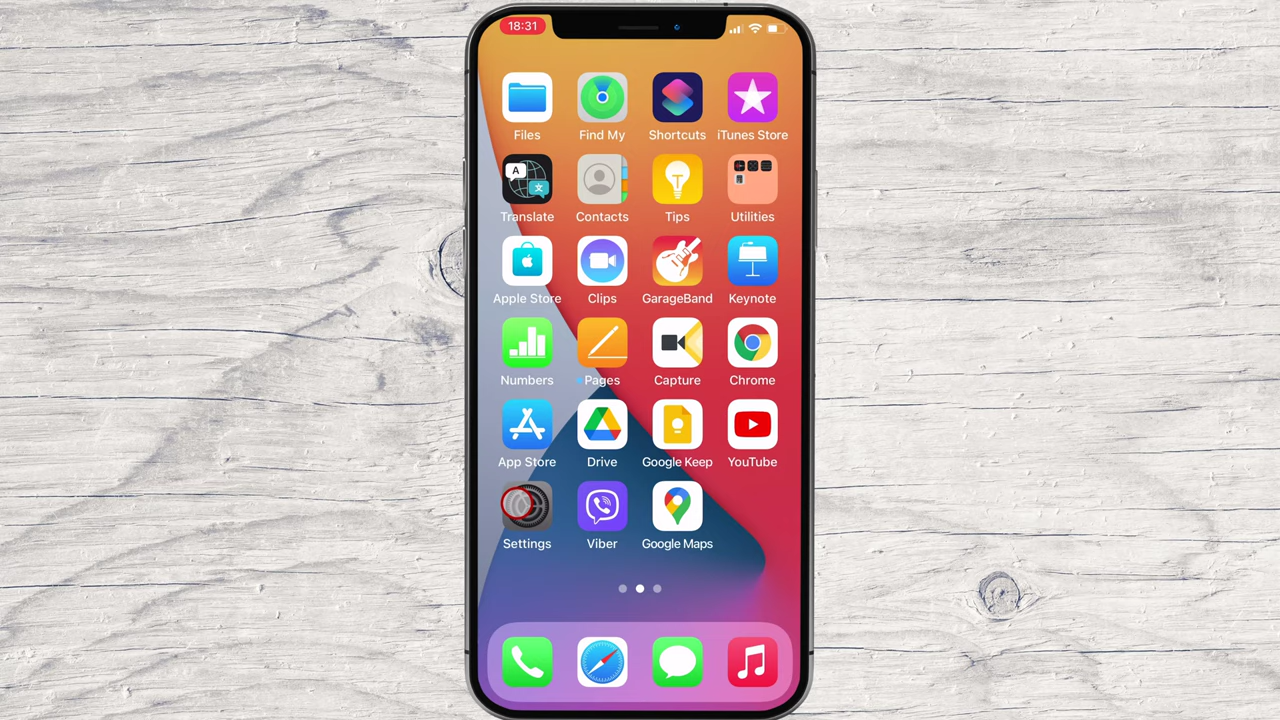 18:31
Files
Find My
Shortcuts
iTunes Store
A
文
Translate
Contacts
Tips
Utilities
Apple Store
Clips
GarageBand
Keynote
Numbers
Pages
Capture
Chrome
App Store
Drive
Google Keep
YouTube
Settings
Viber
Google Maps